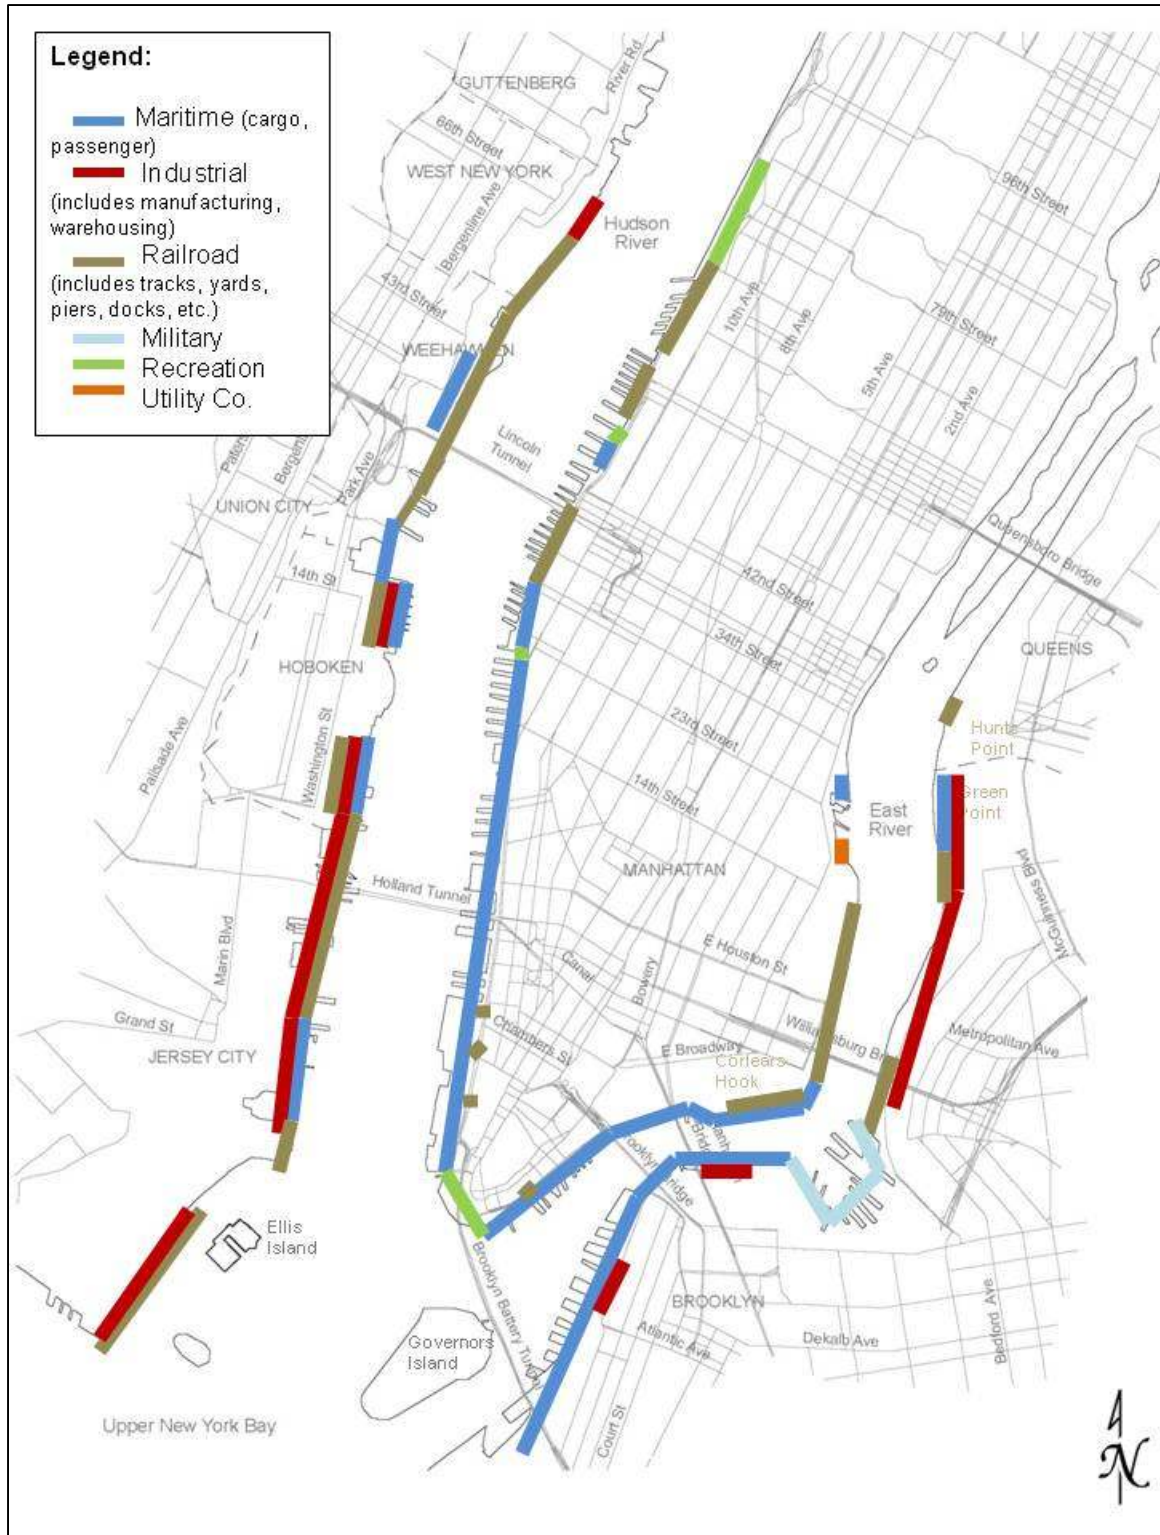 Legend:
Maritime (cargo,
passenger)
Industrial
(includes manufacturing,
warehousing)
Railroad
(includes tracks, yards,
piers, docks, etc.)
Military
Recreation
Utility Co.
GUTTENBERG
River Rd
66th Street
WEST NEW YORK
Bergenline Ave
Hudson
River
96th Street
43rd Street
WEEHAWKEN
10th Ave
8th Ave
79th Street
5th Ave
2nd Ave
Lincoln
Tunnel
Park Ave
UNION CITY
Queensboro Bridge
14th St
42nd Street
34th Street
QUEENS
HOBOKEN
Washington St
Palisade Ave
23rd Street
Hunts
Point
14th Street
East
River
Green
Point
MANHATTAN
McGuinness Blvd
Holland Tunnel
Marin Blvd
E Houston St
Canal
Bowery
Grand St
Chambers St
Metropolitan Ave
JERSEY CITY
E Broadway
Corlears
Hook
Ellis
Island
Brooklyn Battery Tunnel
BROOKLYN
Governors
Island
Atlantic Ave
Dekalb Ave
Bedford Ave
Court St
Upper New York Bay
N